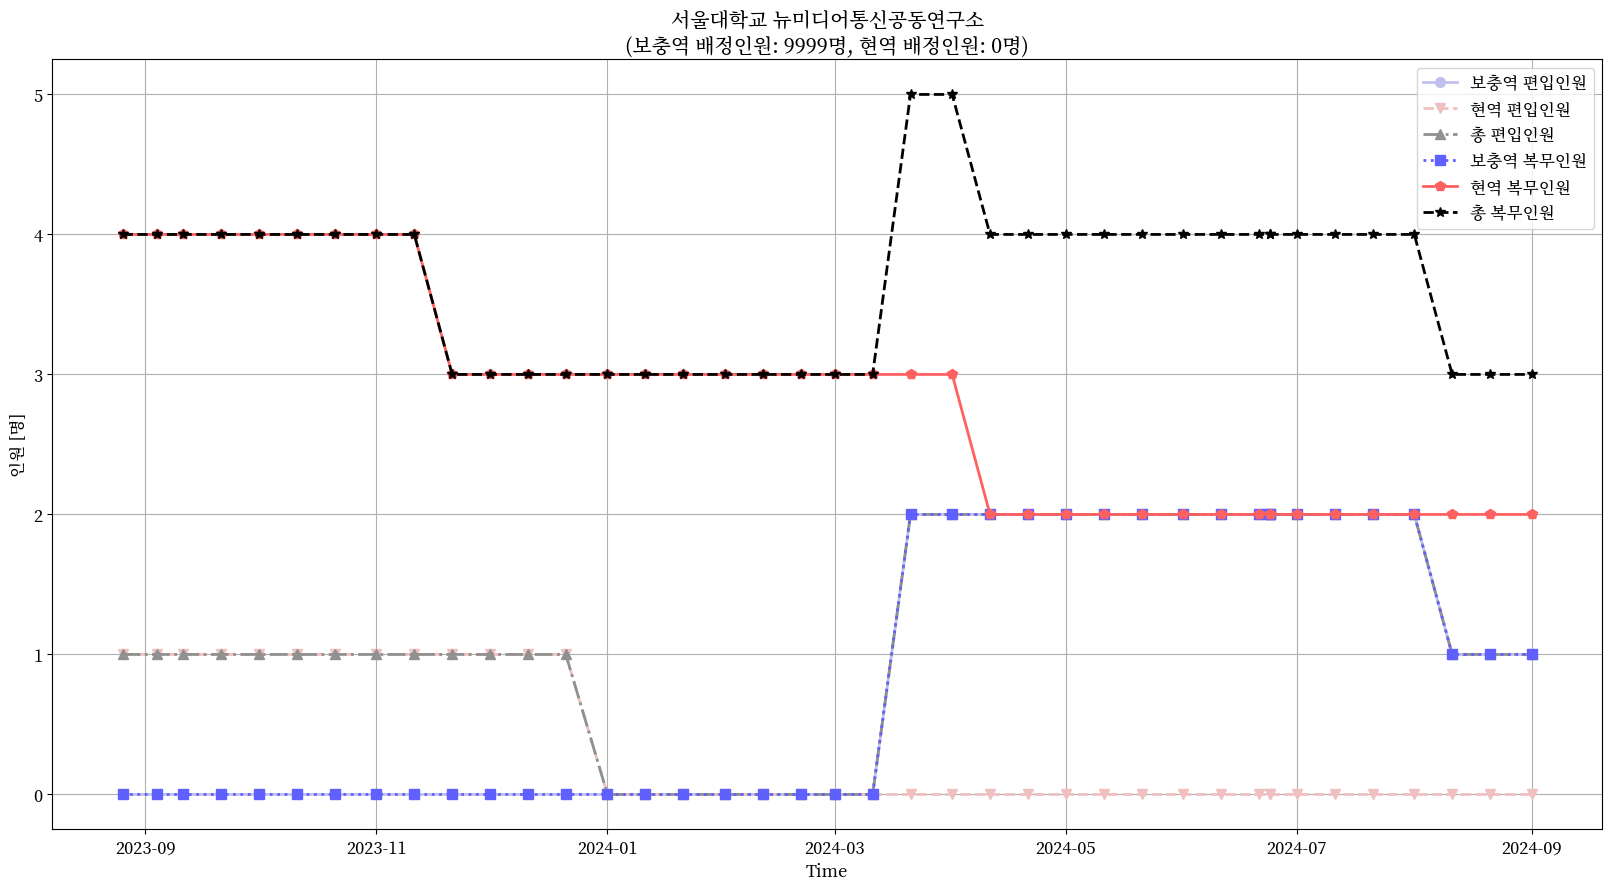 서울대학교 뉴미디어통신공동연구소
(보충역 배정인원: 9999명, 현역 배정인원: 0명)
보충역 편입인원
현역 편입인원
총 편입인원
보충역 복무인원
현역 복무인원
총 복무인원
인원 [명]
5
4
3
2
1
0
2023-09 2023-11 2024-01 2024-03 2024-05 2024-07 2024-09
Time